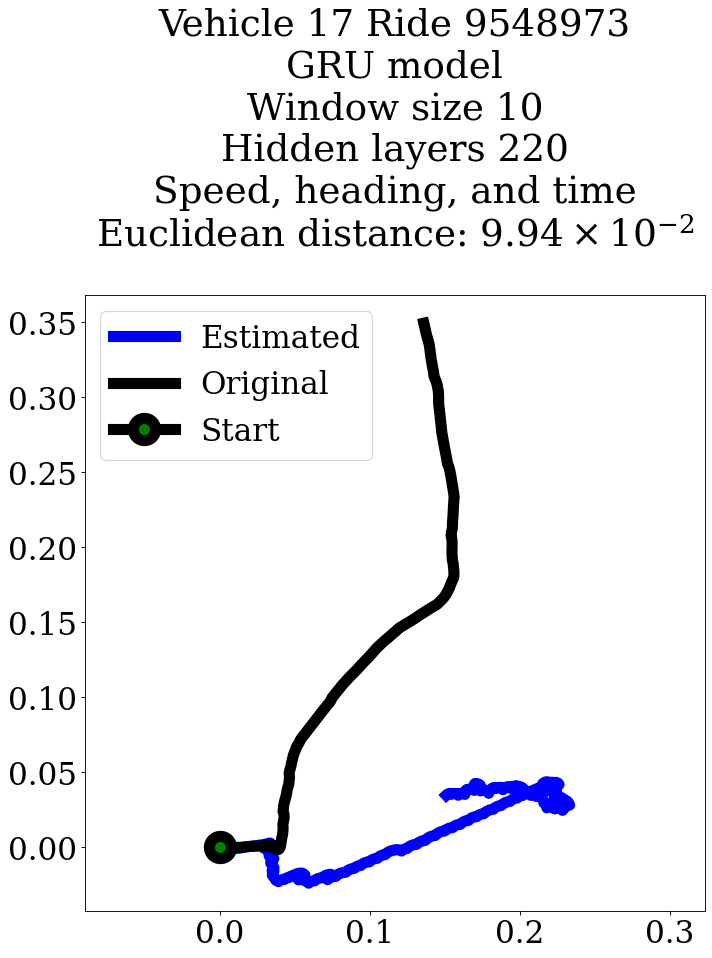 Vehicle 17 Ride 9548973
GRU model
Window size 10
Hidden layers 220
Speed, heading, and time
Euclidean distance: 9.94 × 10⁻²
0.35
0.30
0.25
0.20
0.15
0.10
0.05
0.00
Estimated
Original
Start
0.0 0.1 0.2 0.3